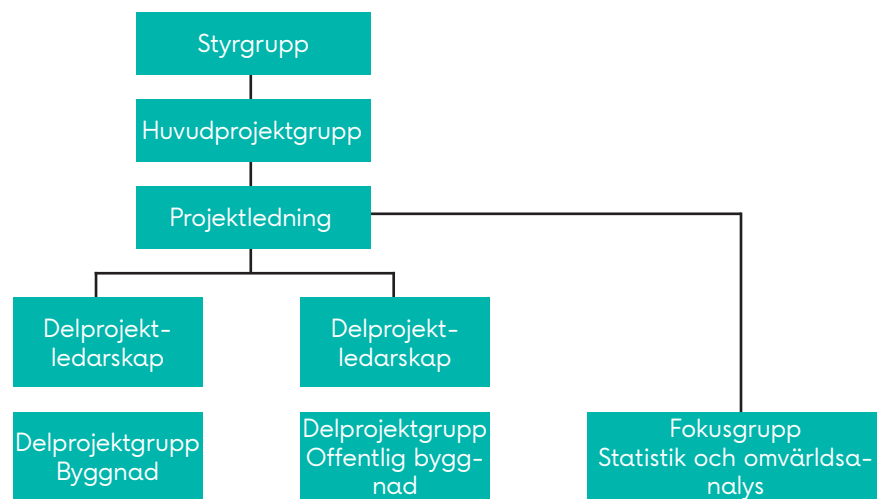 Styrgrupp
Huvudprojektgrupp
Projektledning
Delprojekt-
ledarskap
Delprojekt-
ledarskap
Delprojektgrupp
Byggnad
Delprojektgrupp
Offentlig bygg-
nad
Fokusgrupp
Statistik och omvärldsa-
nalys